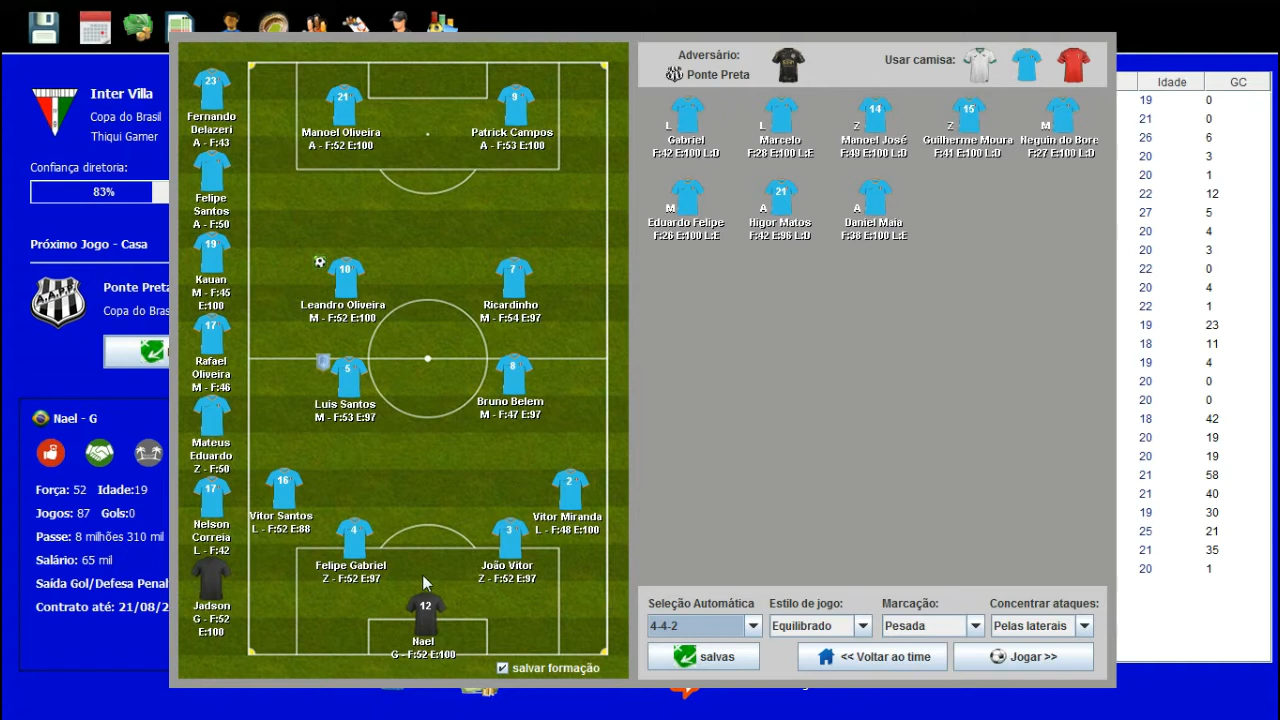 Inter Villa
Copa do Brasil
Thiqui Gamer
Confiança diretoria:
83%
Próximo Jogo - Casa
Ponte Preta
Copa do Bras
Nael - G
Força: 52 Idade:19
Jogos: 87 Gols:0
Passe: 8 milhões 310 mil
Salário: 65 mil
Saída Gol/Defesa Penal
Contrato até: 21/08/2
23
Fernando
Delazeri
A - F:43
Felipe
Santos
A - F:50
19
Kauan
M - F:45
E:100
17
Rafael
Oliveira
M - F:46
Mateus
Eduardo
Z - F:50
17
Nelson
Correia
L - F:42
Jadson
G - F:52
E:100
21
Manoel Oliveira
A - F:52 E:100
9
Patrick Campos
A - F:53 E:100
10
Leandro Oliveira
M - F:52 E:100
7
Ricardinho
M - F:54 E:97
5
Luis Santos
M - F:53 E:97
8
Bruno Belem
M - F:47 E:97
16
Vitor Santos
L - F:52 E:88
2
Vitor Miranda
L - F:48 E:100
4
Felipe Gabriel
Z - F:52 E:97
3
João Vitor
Z - F:52 E:97
12
Nael
G - F:52 E:100
salvar formação
Adversário:
Ponte Preta
Usar camisa:
L
Gabriel
F:42 E:100 L:D
L
Marcelo
F:28 E:100 L:E
14
Z
Manoel José
F:49 E:100 L:D
15
Z
Guilherme Moura
F:41 E:100 L:D
M
Neguin do Bore
F:27 E:100 L:D
M
Eduardo Felipe
F:26 E:100 L:E
21
A
Higor Matos
F:42 E:96 L:D
A
Daniel Maia
F:38 E:100 L:E
Seleção Automática
4-4-2
Estilo de jogo:
Equilibrado
Marcação:
Pesada
Concentrar ataques:
Pelas laterais
salvas
<< Voltar ao time
Jogar >>
Idade GC
19 0
21 0
26 6
20 3
20 1
22 12
27 5
20 4
20 3
22 0
20 4
22 1
19 23
18 11
19 4
20 0
20 0
18 42
20 19
20 19
21 58
21 40
19 30
25 21
21 35
20 1